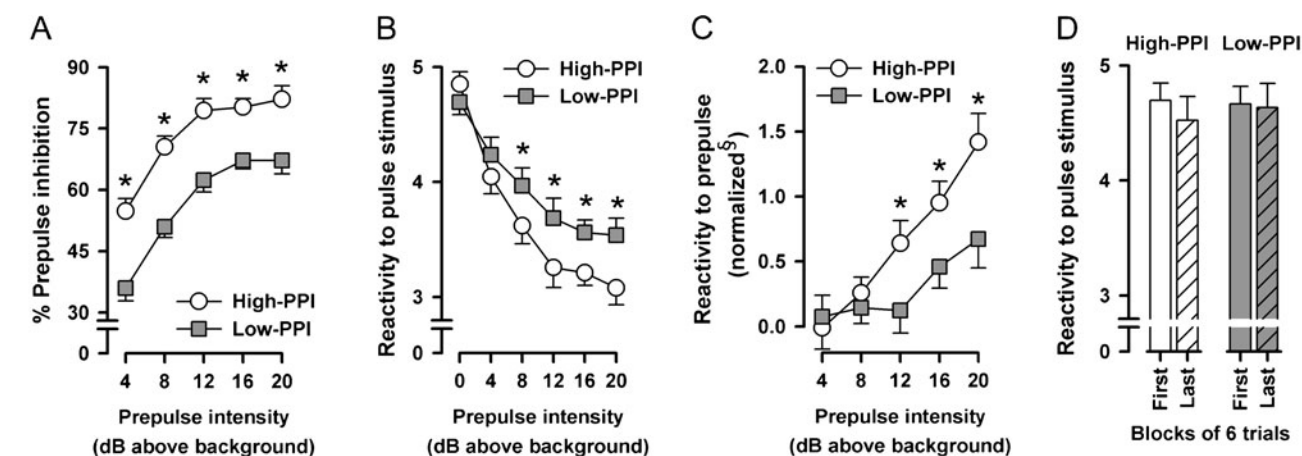 A
% Prepulse inhibition
90
75
60
45
30
0
* * * * *
High-PPI
Low-PPI
4 8 12 16 20
Prepulse intensity
(dB above background)
B
Reactivity to pulse stimulus
5
4
3
0
High-PPI
Low-PPI
* * * *
0 4 8 12 16 20
Prepulse intensity
(dB above background)
C
Reactivity to prepulse
(normalized§)
2.0
1.5
1.0
0.5
0.0
High-PPI
Low-PPI
* * *
4 8 12 16 20
Prepulse intensity
(dB above background)
D
High-PPI Low-PPI
Reactivity to pulse stimulus
5
4
3
0
First Last First Last
Blocks of 6 trials